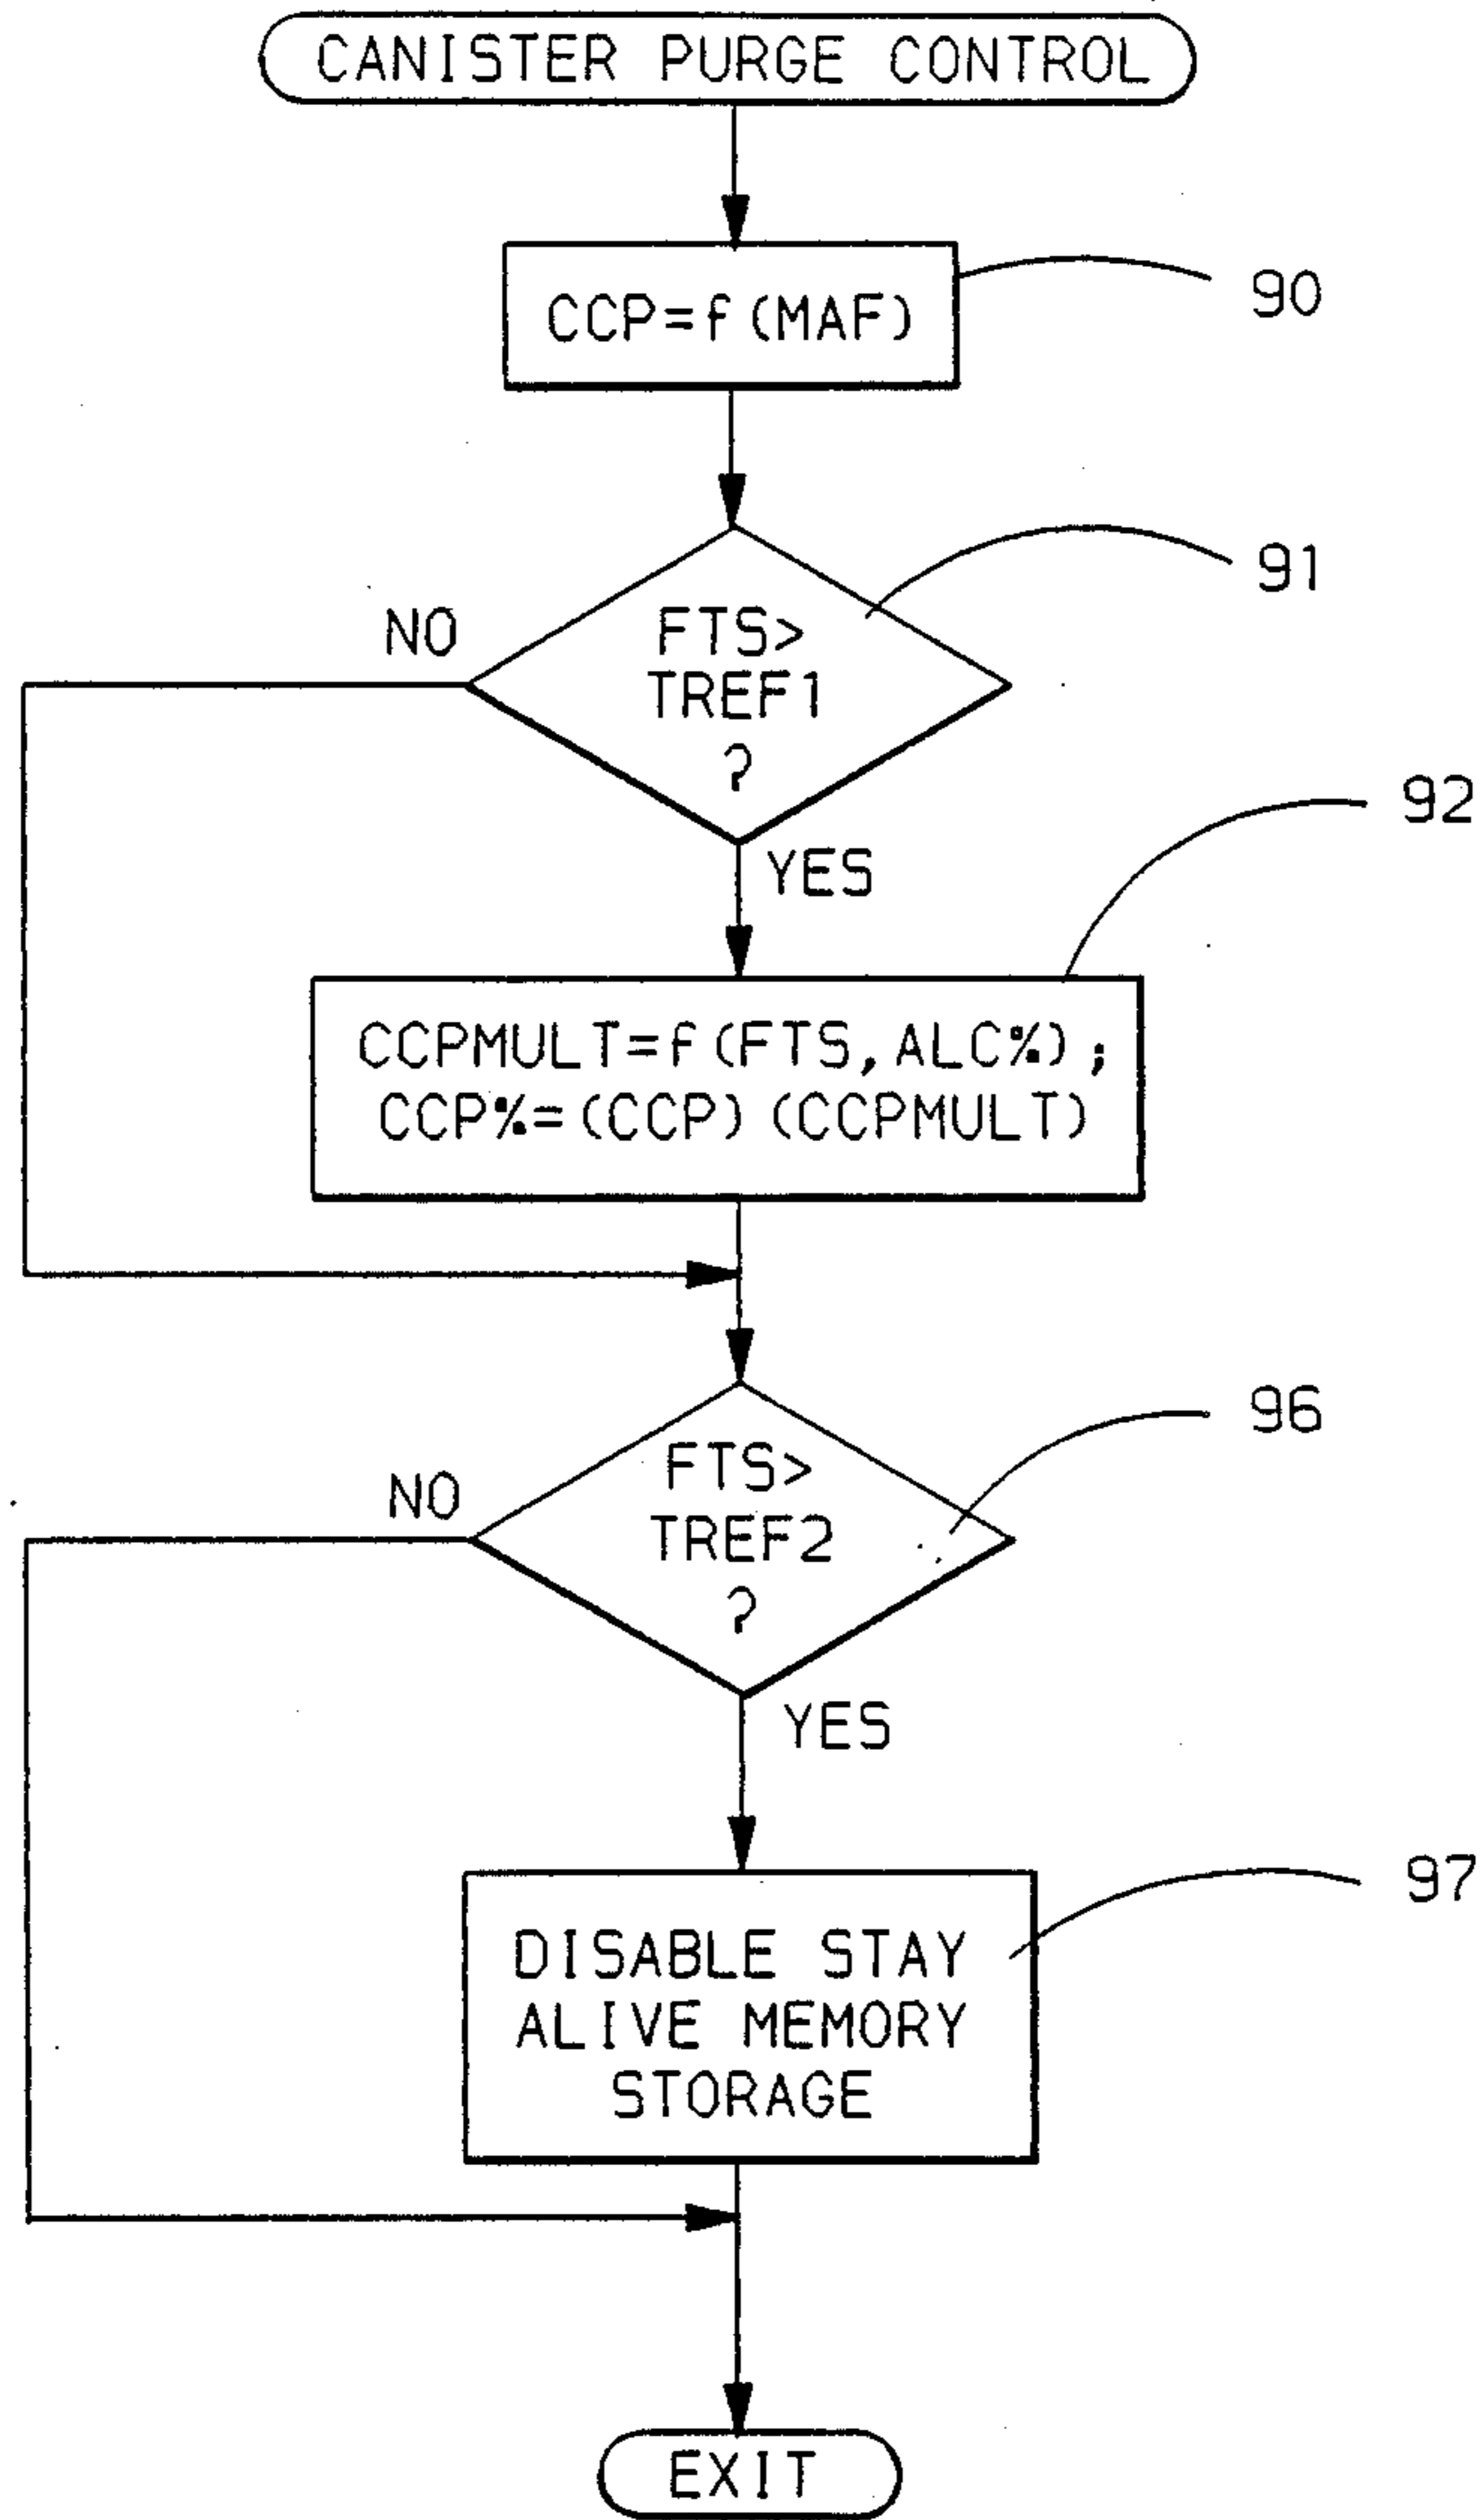 CANISTER PURGE CONTROL
CCP=f(MAF)
90
FTS>
TREF1
?
91
NO
YES
92
CCPMULT=f(FTS,ALC%);
CCP%=(CCP)(CCPMULT)
FTS>
TREF2
?
96
NO
YES
97
DISABLE STAY
ALIVE MEMORY
STORAGE
EXIT